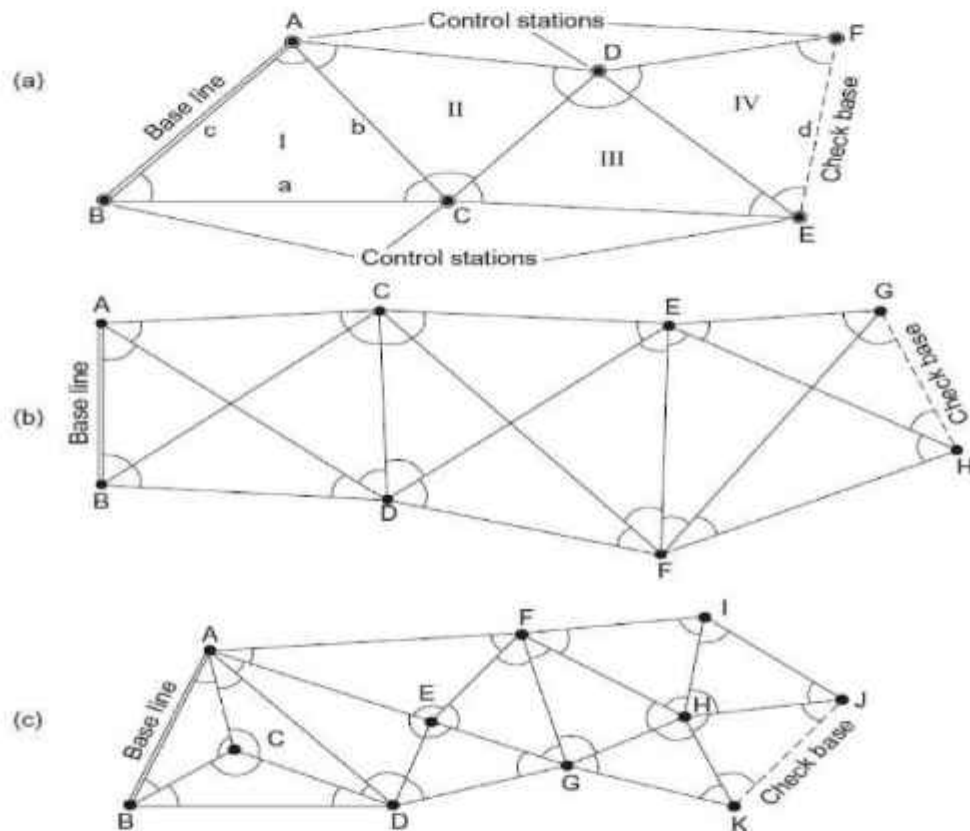 Control stations
A
F
D
(a)
Base line
c
b
II
IV
I
d
Check base
a
III
B
C
E
Control stations
A
C
E
G
(b)
Base line
Check base
B
D
F
H
A
F
I
(c)
Base line
E
H
J
C
G
Check base
B
D
K